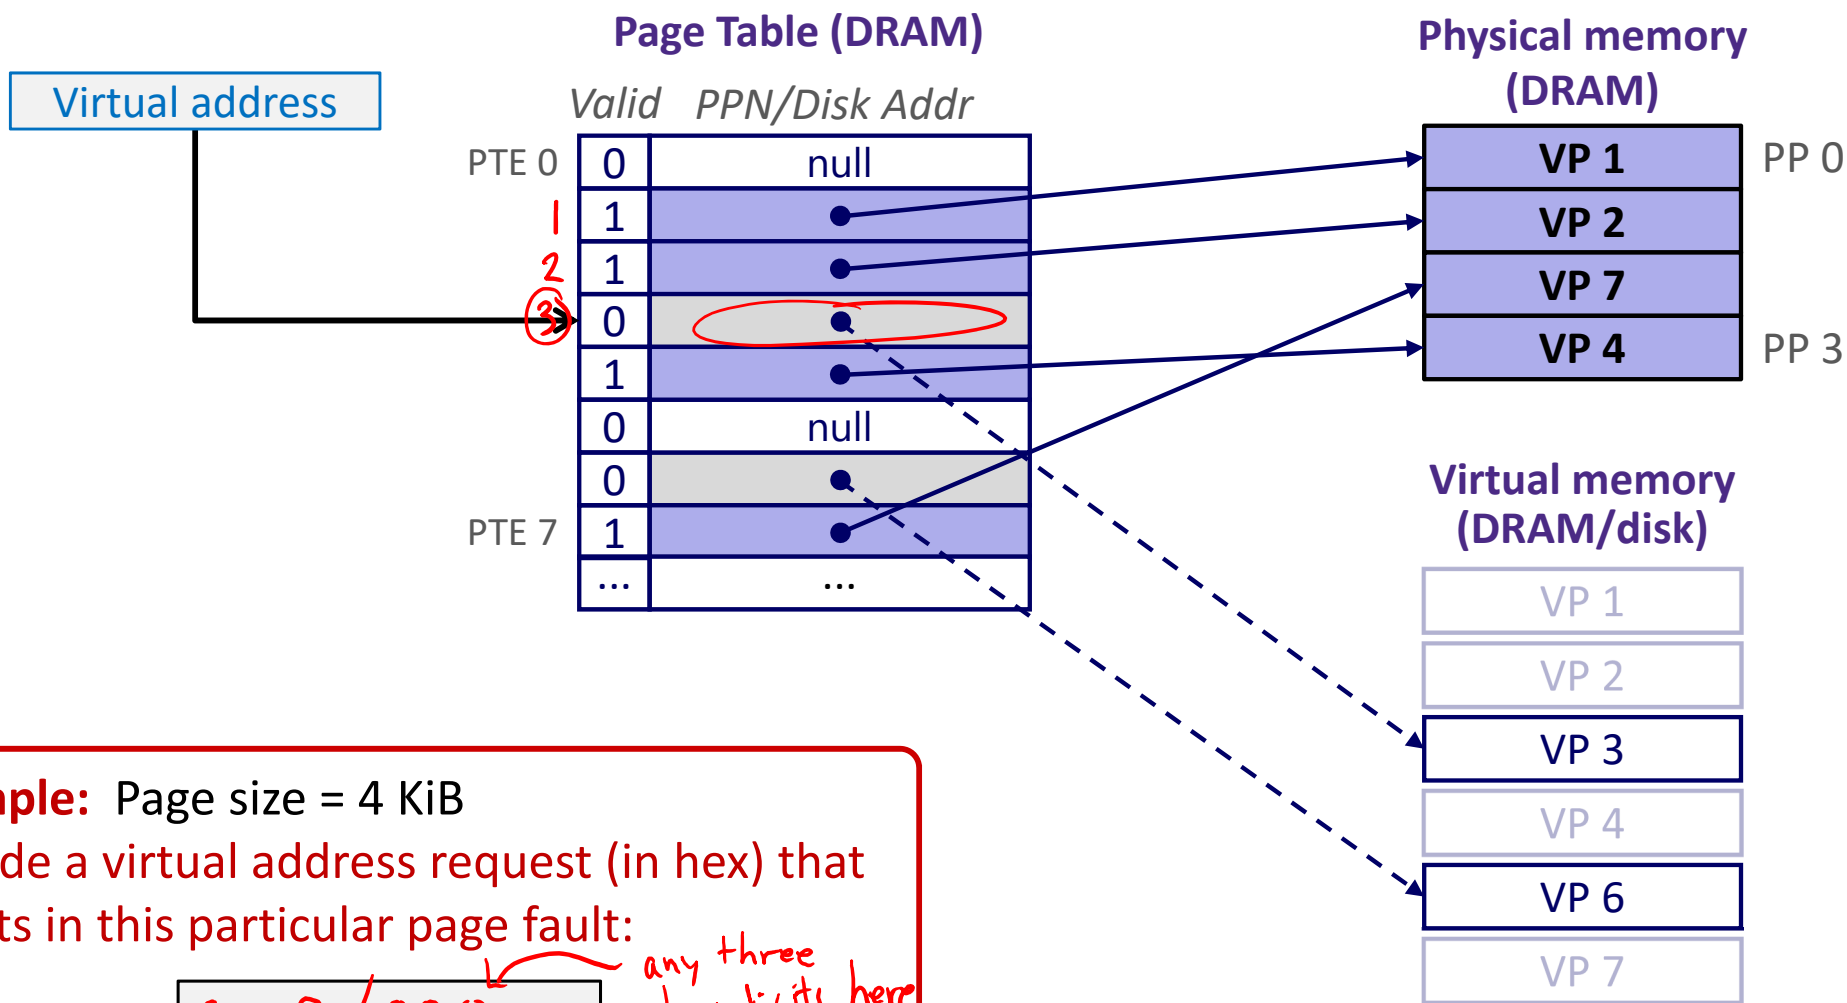 Page Table (DRAM)
Physical memory
(DRAM)
Virtual address
Valid PPN/Disk Addr
PTE 0 0 null
1 1
2 1
3 0
1
0 null
0
PTE 7 1
... ...
VP 1 PP 0
VP 2
VP 7
VP 4 PP 3
Virtual memory
(DRAM/disk)
VP 1
VP 2
VP 3
VP 4
VP 6
VP 7
mple: Page size = 4 KiB
de a virtual address request (in hex) that
ts in this particular page fault:
any three
digits here